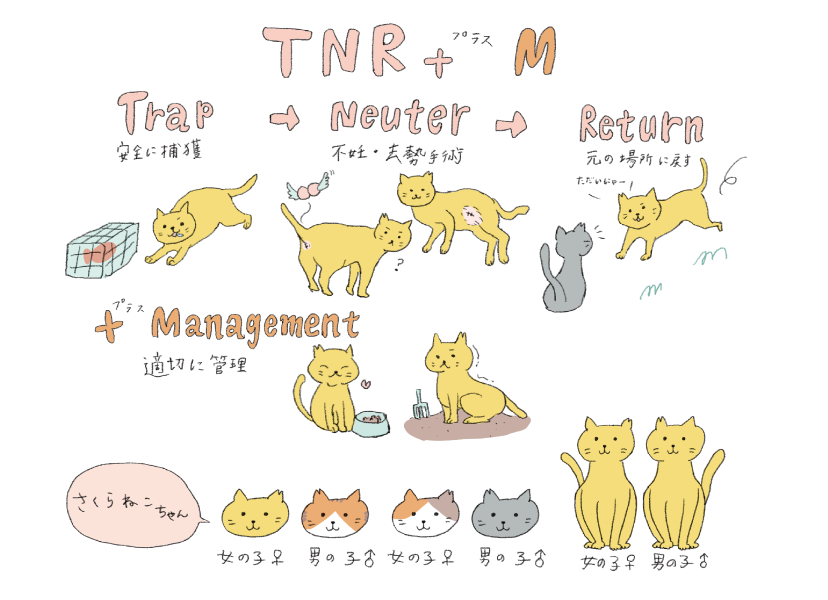 TNR + プラス M
Trap → Neuter → Return
安全に捕獲 不妊・去勢手術 元の場所に戻す
ただいにゃー!
?
+ プラス Management
適切に管理
さくらねこちゃん
女の子♀ 男の子♂ 女の子♀ 男の子♂ 女の子♀ 男の子♂